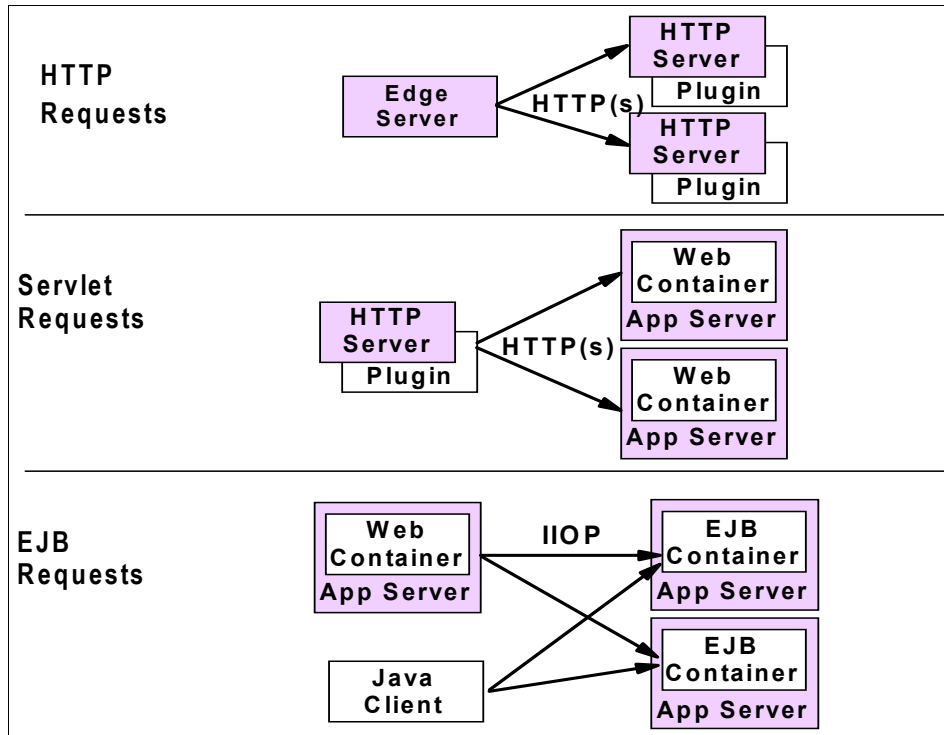 HTTP
Requests
Edge
Server
HTTP(s)
HTTP
Server
Plugin
HTTP
Server
Plugin
Servlet
Requests
HTTP
Server
Plugin
HTTP(s)
Web
Container
App Server
Web
Container
App Server
EJB
Requests
Web
Container
App Server
Java
Client
IIOP
EJB
Container
App Server
EJB
Container
App Server